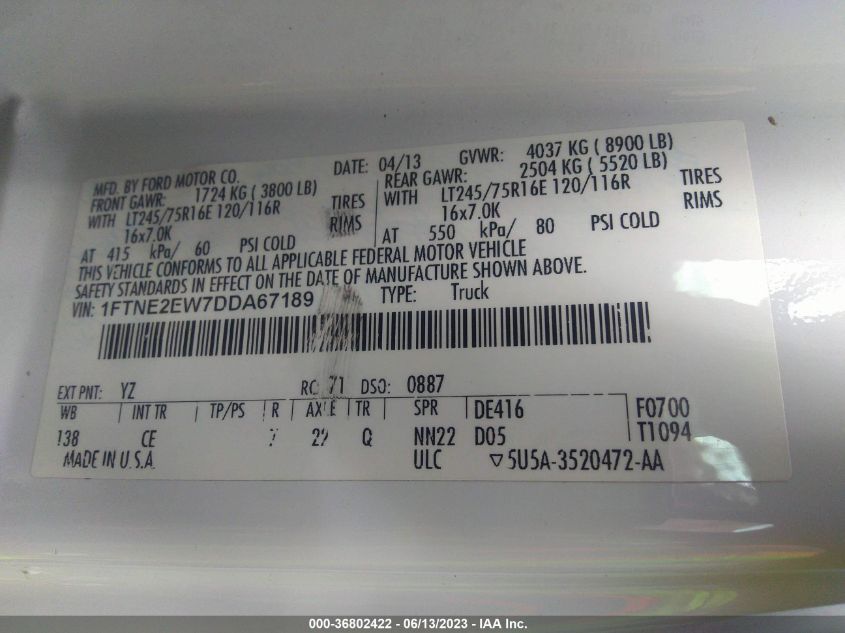 MFD. BY FORD MOTOR CO. DATE: 04/13 GVWR: 4037 KG ( 8900 LB)
FRONT GAWR: 1724 KG ( 3800 LB) REAR GAWR: 2504 KG ( 5520 LB)
WITH LT245/75R16E 120/116R TIRES WITH LT245/75R16E 120/116R TIRES
16x7.0K RIMS 16x7.0K RIMS
AT 415 kPa/ 60 PSI COLD AT 550 kPa/ 80 PSI COLD
THIS VEHICLE CONFORMS TO ALL APPLICABLE FEDERAL MOTOR VEHICLE
SAFETY STANDARDS IN EFFECT ON THE DATE OF MANUFACTURE SHOWN ABOVE.
VIN: 1FTNE2EW7DDA67189 TYPE: Truck
EXT PNT: YZ 71 DSO: 0887
WB INT TR TP/PS R AXLE TR SPR DE416 F0700
138 CE Q NN22 D05 T1094
MADE IN U.S.A. ULC ▽5U5A-3520472-AA
000-36802422 - 06/13/2023 - IAA Inc.